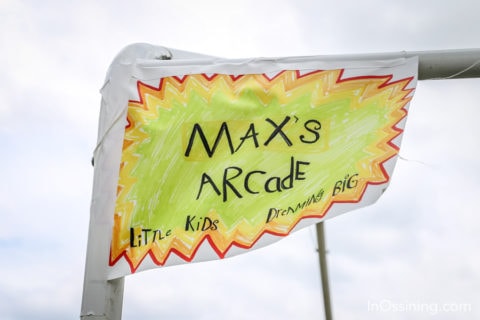 MAX'S
ARcadE
LiTTLe KiDS DreAMiNg BiG
InOssining.com